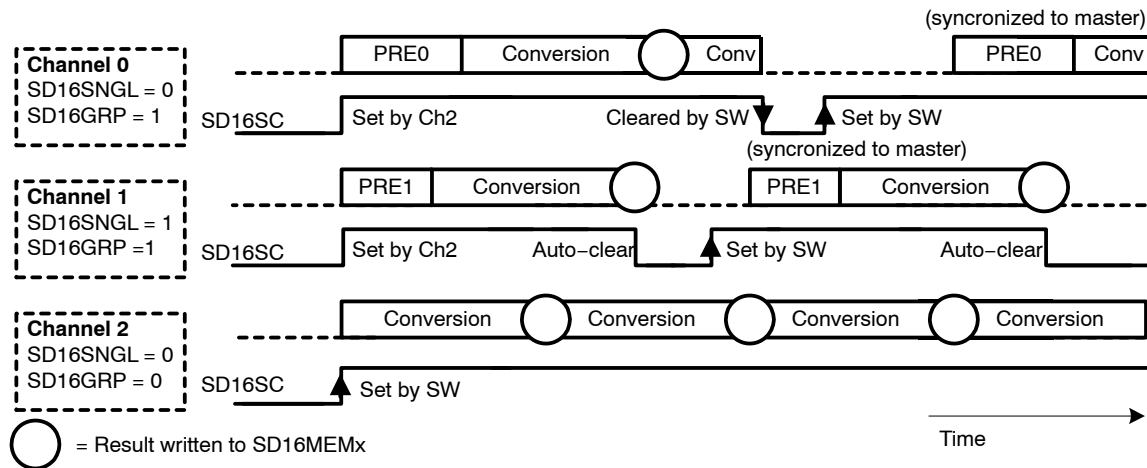 (syncronized to master)
Channel 0
SD16SNGL = 0
SD16GRP = 1
PRE0 Conversion Conv PRE0 Conv
SD16SC Set by Ch2 Cleared by SW Set by SW
(syncronized to master)
Channel 1
SD16SNGL = 1
SD16GRP =1
PRE1 Conversion PRE1 Conversion
SD16SC Set by Ch2 Auto−clear Set by SW Auto−clear
Channel 2
SD16SNGL = 0
SD16GRP = 0
Conversion Conversion Conversion Conversion
SD16SC Set by SW
= Result written to SD16MEMx
Time